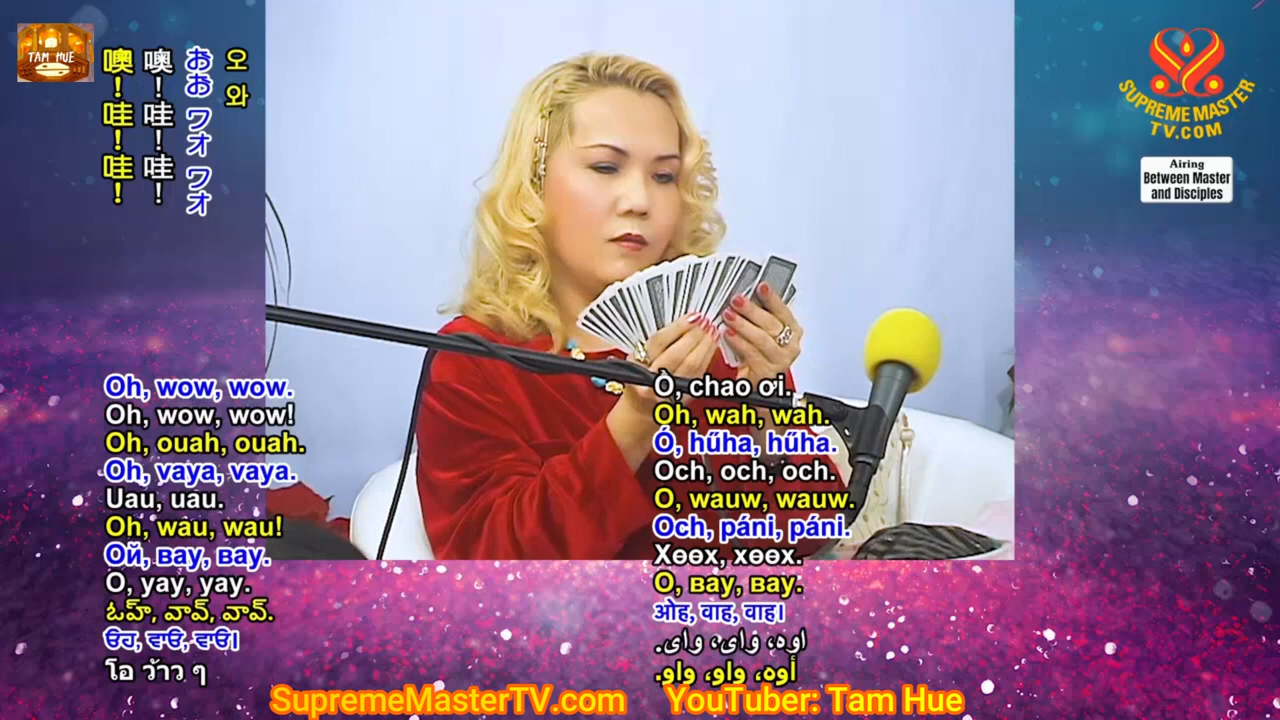 TAM HUE
噢！哇！哇！
噢！哇！哇！
おお ワオ ワオ
오 와
SUPREME MASTER
TV.COM
Airing
Between Master
and Disciples
Oh, wow, wow.
Oh, wow, wow!
Oh, ouah, ouah.
Oh, vaya, vaya.
Uau, uau.
Oh, wau, wau!
Ой, вау, вау.
O, yay, yay.
ఓహ్, వావ్, వావ్.
ਓਹ, ਵਾਓ, ਵਾਓ।
โอ ว้าว ๆ
Ồ, chao ơi.
Oh, wah, wah.
Ó, hűha, hűha.
Och, och, och.
O, wauw, wauw.
Och, páni, páni.
Хөөх, хөөх.
О, вау, вау.
ओह, वाह, वाह।
اوه، وای، وای.
أوه، واو، واو.
SupremeMasterTV.com
YouTuber: Tam Hue